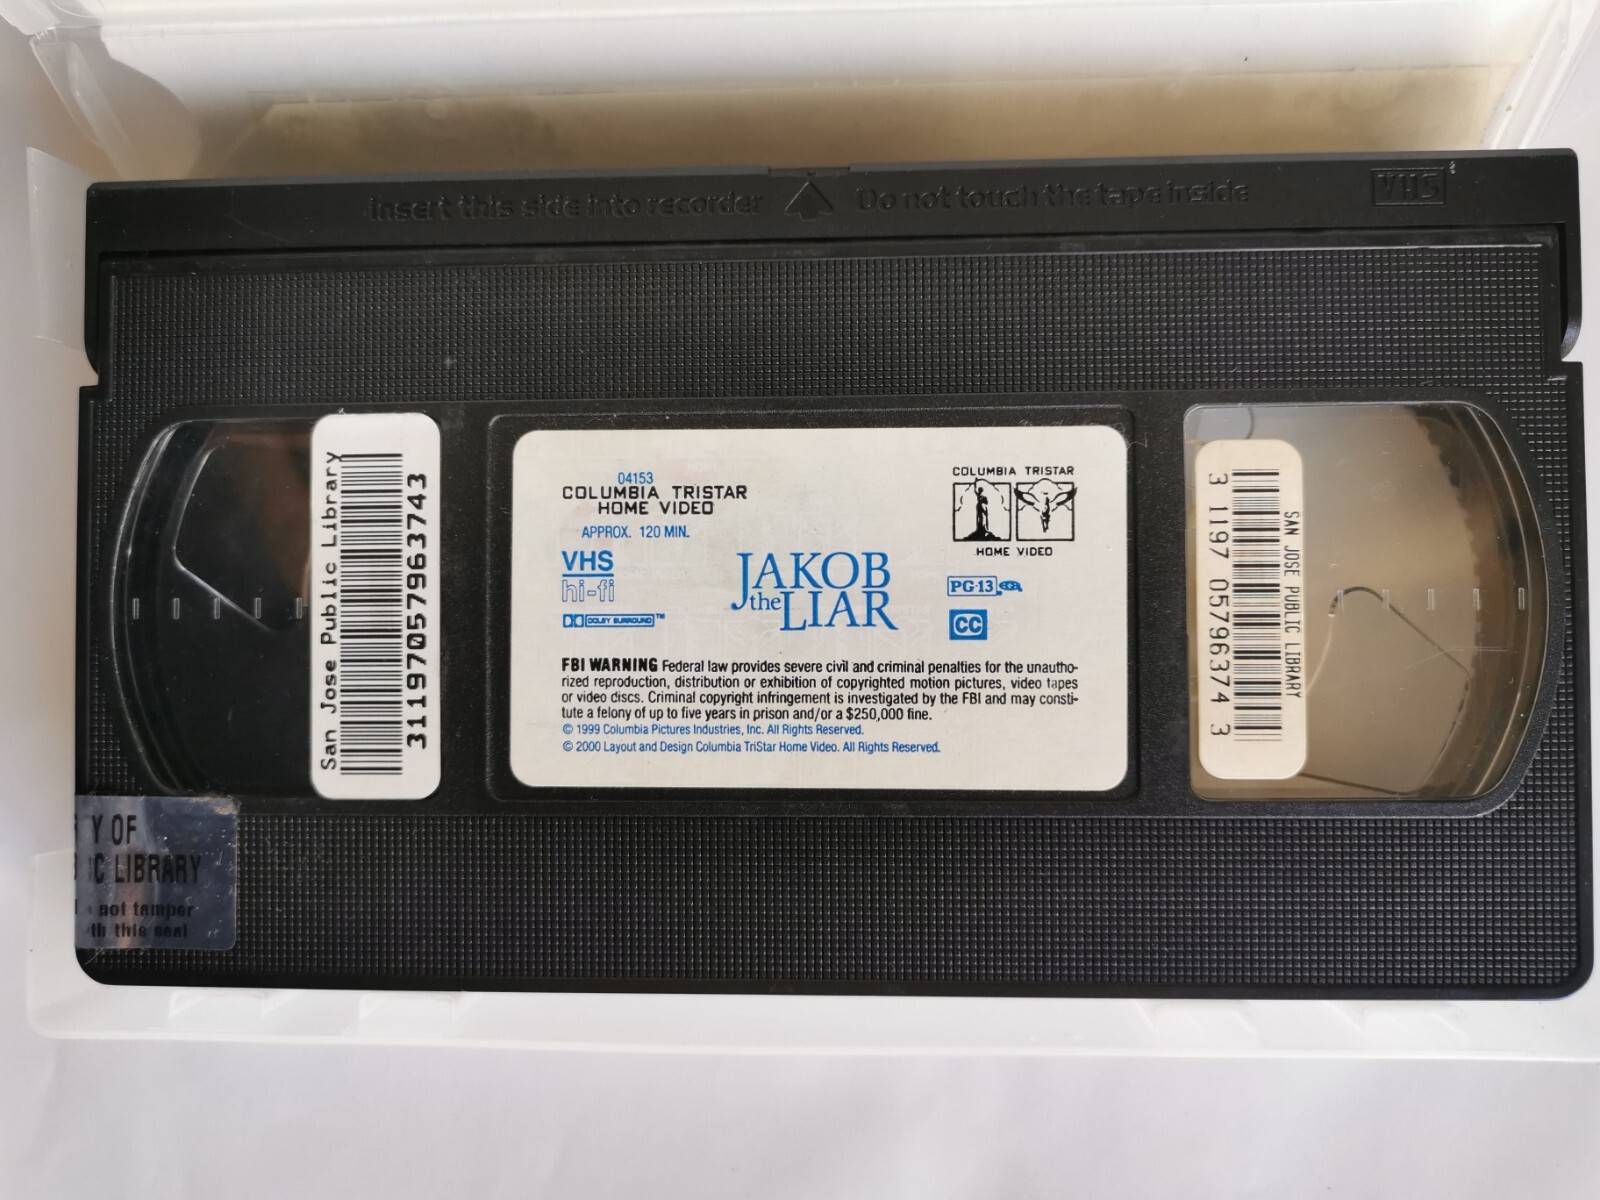 Insert this side into recorder
Do not touch the tape inside
VHS
San Jose Public Library
31197057963743
04153
COLUMBIA TRISTAR
HOME VIDEO
APPROX. 120 MIN.
VHS
hi-fi
DOLBY SURROUND™
JAKOB
the LIAR
COLUMBIA TRISTAR
HOME VIDEO
PG-13
CC
FBI WARNING Federal law provides severe civil and criminal penalties for the unautho-
rized reproduction, distribution or exhibition of copyrighted motion pictures, video tapes
or video discs. Criminal copyright infringement is investigated by the FBI and may consti-
tute a felony of up to five years in prison and/or a $250,000 fine.
© 1999 Columbia Pictures Industries, Inc. All Rights Reserved.
© 2000 Layout and Design Columbia TriStar Home Video. All Rights Reserved.
SAN JOSE PUBLIC LIBRARY
3 1197 05796374 3
Y OF
IC LIBRARY
not tamper
th this seal